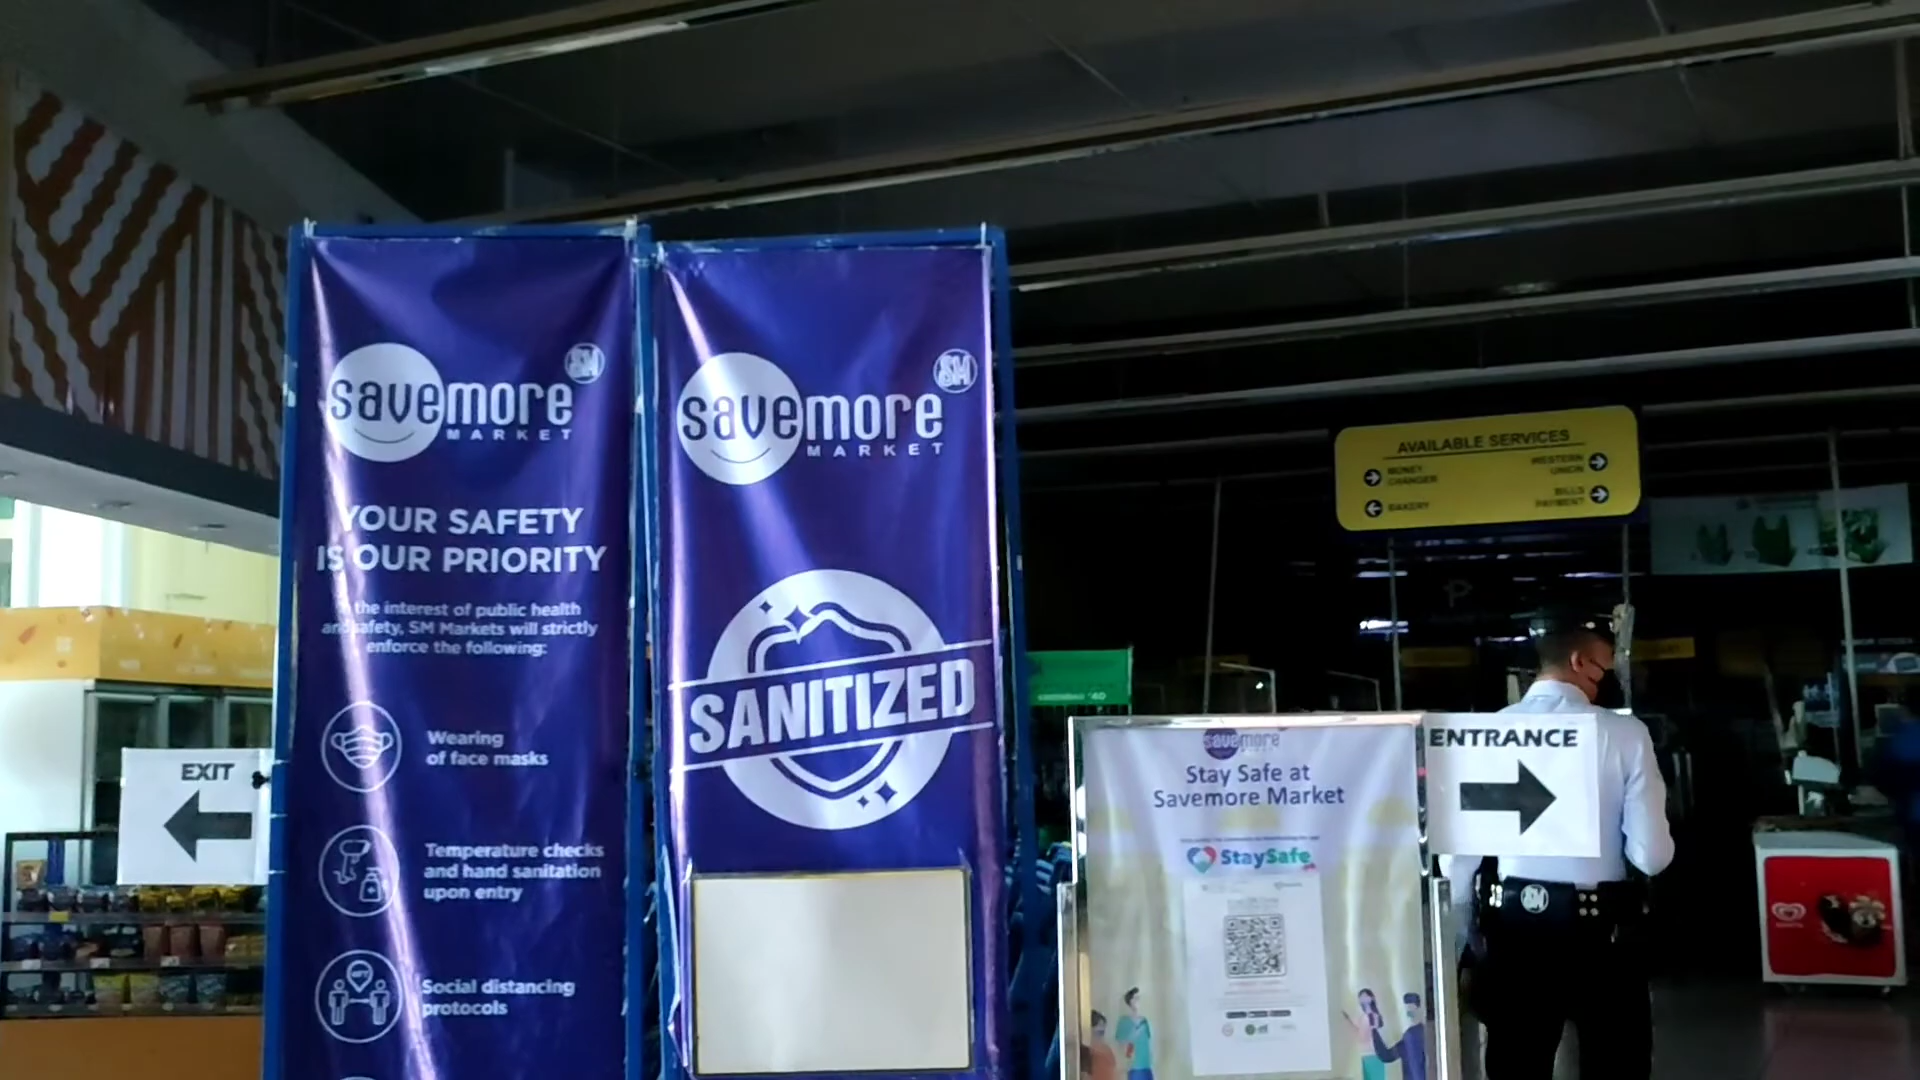 savemore SM
MARKET
YOUR SAFETY
IS OUR PRIORITY
the interest of public health
and safety, SM Markets will strictly
enforce the following:
Wearing
of face masks
Temperature checks
and hand sanitation
upon entry
Social distancing
protocols
EXIT
savemore SM
MARKET
SANITIZED
AVAILABLE SERVICES
MONEY
CHANGER
BAKERY
WESTERN
UNION
BILLS
PAYMENT
savemore
Stay Safe at
Savemore Market
StaySafe
ENTRANCE
SM